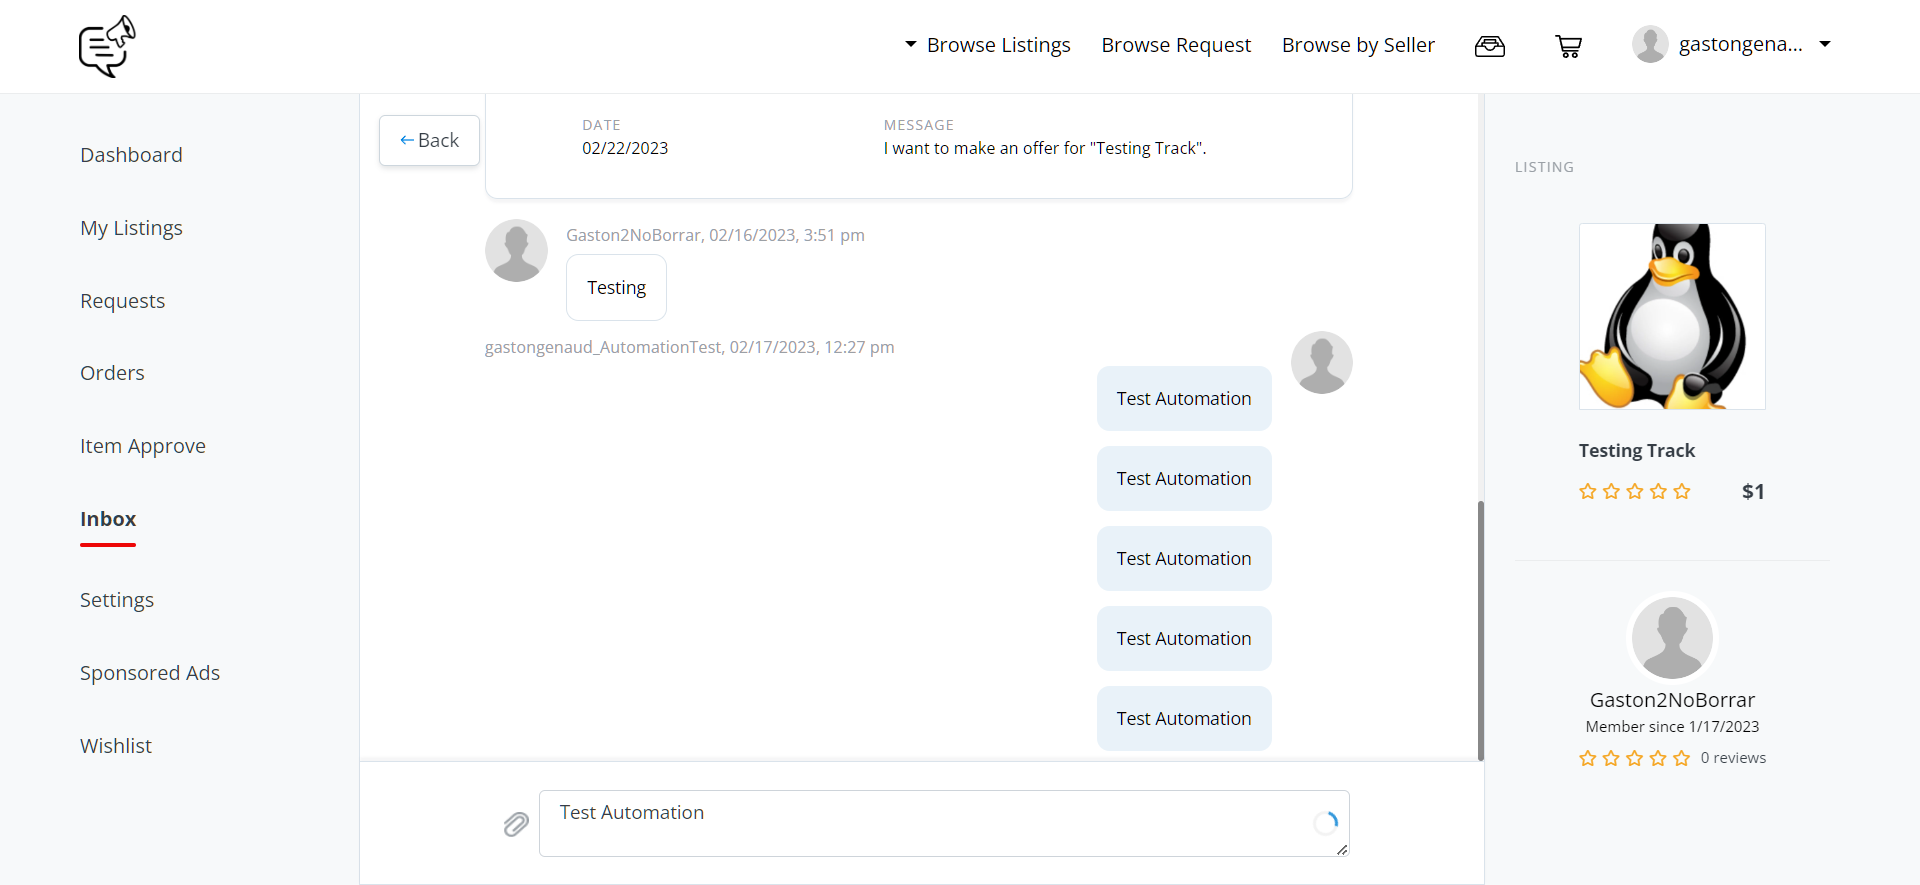 Browse Listings
Browse Request
Browse by Seller
gastongena...
Dashboard
My Listings
Requests
Orders
Item Approve
Inbox
Settings
Sponsored Ads
Wishlist
Back
DATE
02/22/2023
MESSAGE
I want to make an offer for "Testing Track".
Gaston2NoBorrar, 02/16/2023, 3:51 pm
Testing
gastongenaud_AutomationTest, 02/17/2023, 12:27 pm
Test Automation
Test Automation
Test Automation
Test Automation
Test Automation
Test Automation
LISTING
Testing Track
$1
Gaston2NoBorrar
Member since 1/17/2023
0 reviews